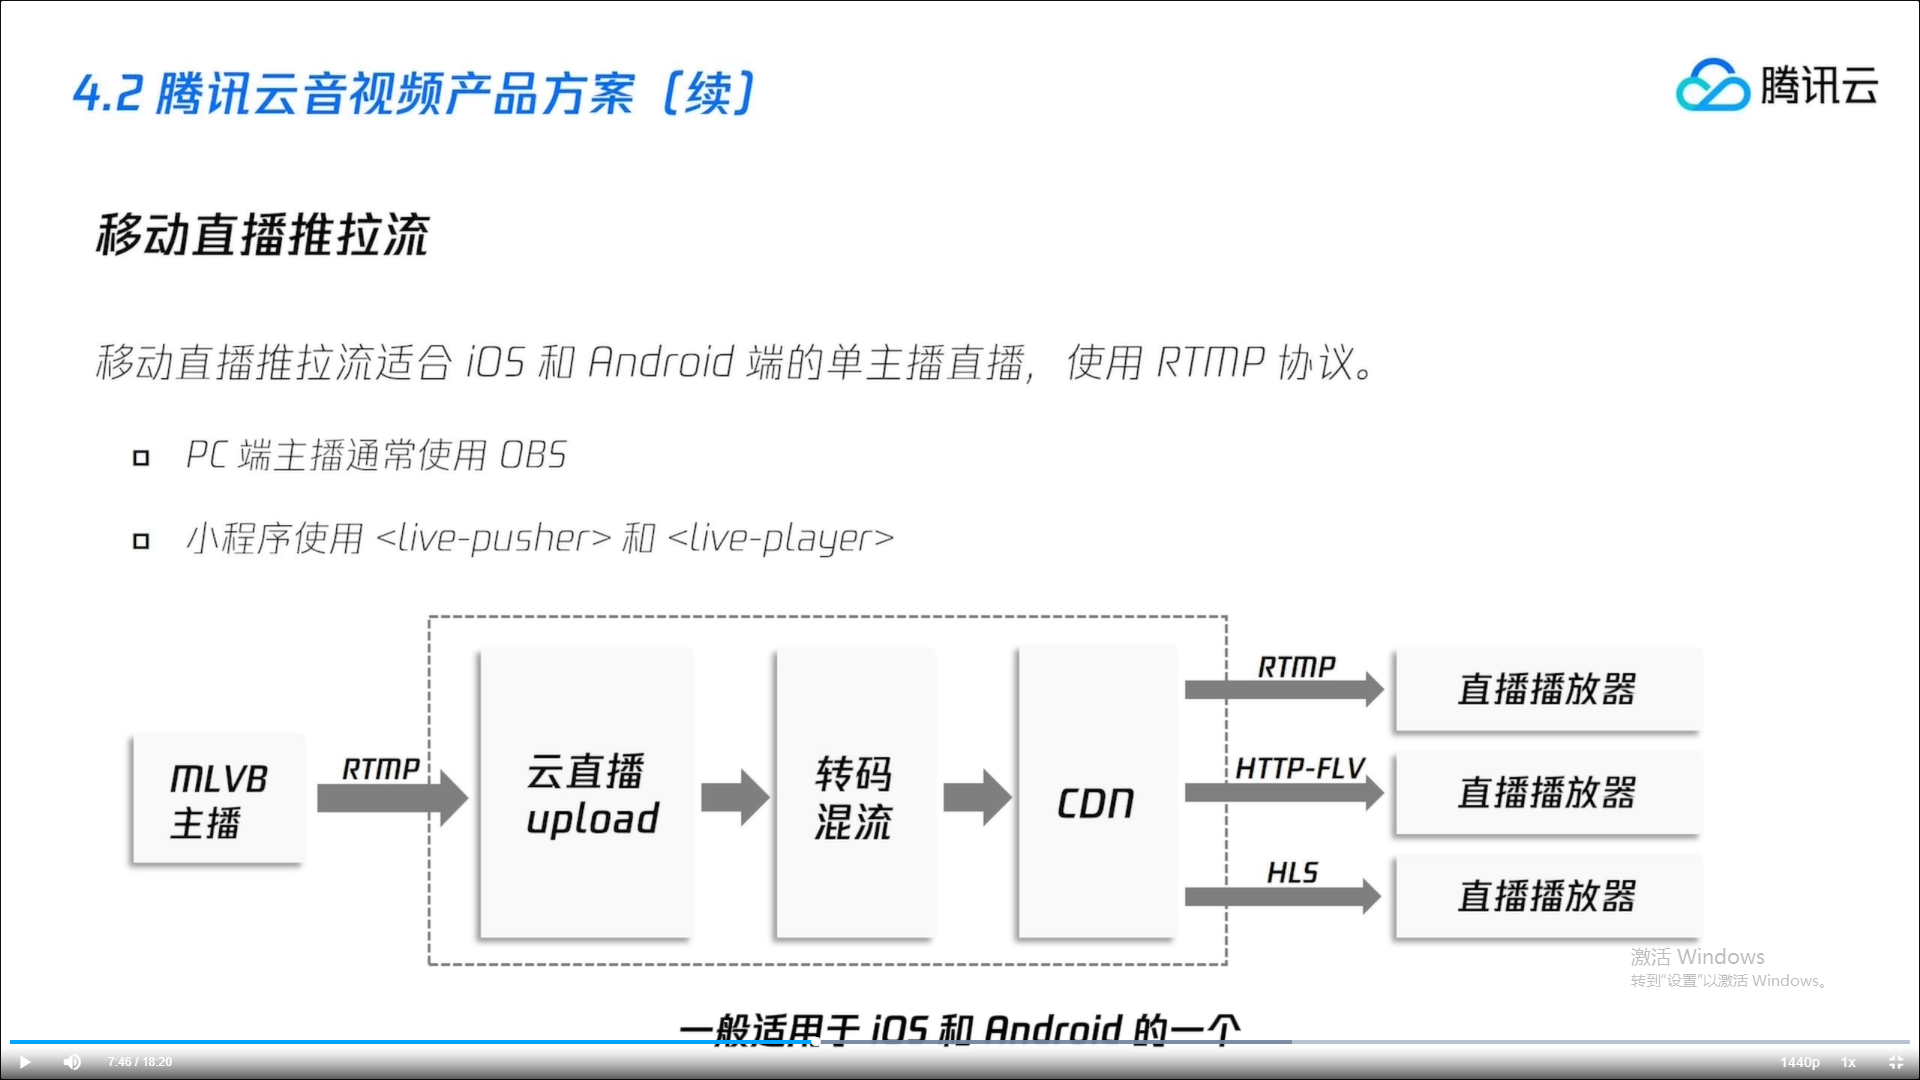 4.2 腾讯云音视频产品方案（续）
腾讯云
移动直播推拉流
移动直播推拉流适合 iOS 和 Android 端的单主播直播，使用 RTMP 协议。
PC 端主播通常使用 OBS
小程序使用 <live-pusher> 和 <live-player>
MLVB
主播
RTMP
云直播
upload
转码
混流
CDN
RTMP
直播播放器
HTTP-FLV
直播播放器
HLS
直播播放器
激活 Windows
转到“设置”以激活 Windows。
一般适用于 iOS 和 Android 的一个
7:46 / 18:20
1440p
1x